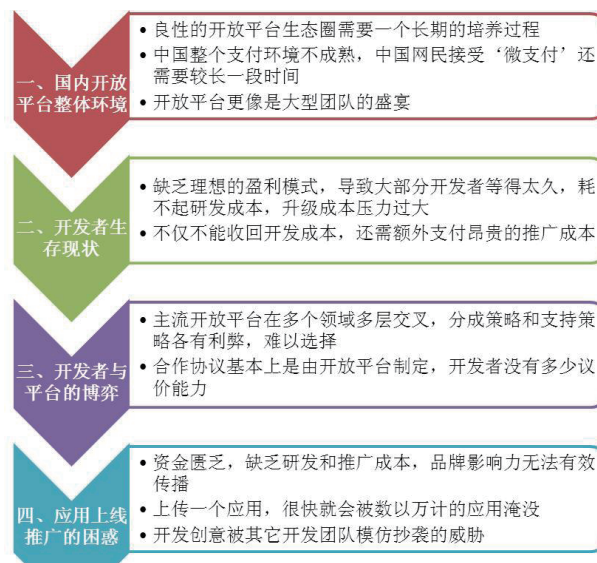 一、国内开放
平台整体环境
• 良性的开放平台生态圈需要一个长期的培养过程
• 中国整个支付环境不成熟，中国网民接受‘微支付’还
需要较长一段时间
• 开放平台更像是大型团队的盛宴
二、开发者生
存现状
• 缺乏理想的盈利模式，导致大部分开发者等得太久，耗
不起研发成本，升级成本压力过大
• 不仅不能收回开发成本，还需额外支付昂贵的推广成本
三、开发者与
平台的博弈
• 主流开放平台在多个领域多层交叉，分成策略和支持策
略各有利弊，难以选择
• 合作协议基本上是由开放平台制定，开发者没有多少议
价能力
四、应用上线
推广的困惑
• 资金匮乏，缺乏研发和推广成本，品牌影响力无法有效
传播
• 上传一个应用，很快就会被数以万计的应用淹没
• 开发创意被其它开发团队模仿抄袭的威胁